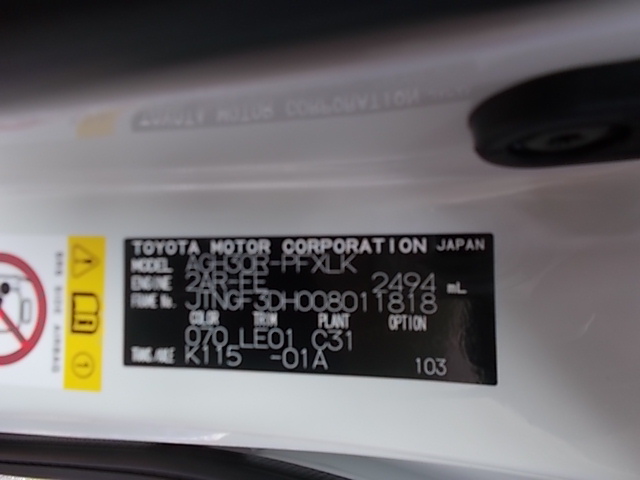 TOYOTA MOTOR CORPORATION JAPAN
MODEL AGH30R-PFXLK
ENGINE 2AR-FE 2494 mL
FRAME No. JTNGF3DH008011818
COLOR TRIM PLANT OPTION
070 LE01 C31
TRANS/AXLE K115 -01A
103